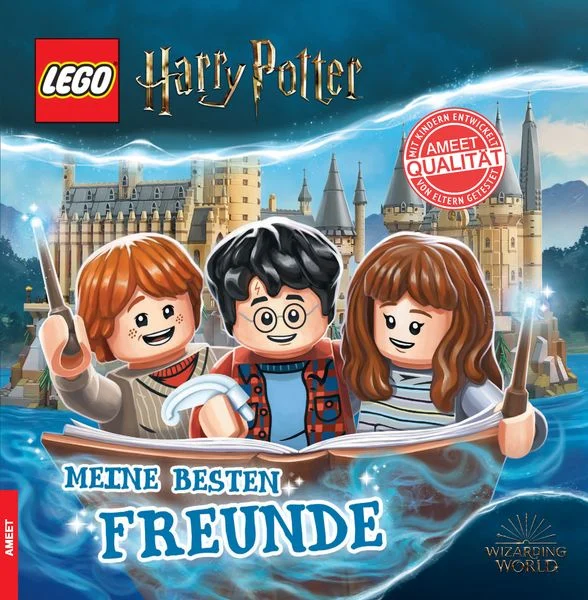 LEGO
Harry Potter
MIT KINDERN ENTWICKELT
AMEET
QUALITÄT
VON ELTERN GETESTET
MEINE BESTEN
FREUNDE
AMEET
WIZARDING
WORLD